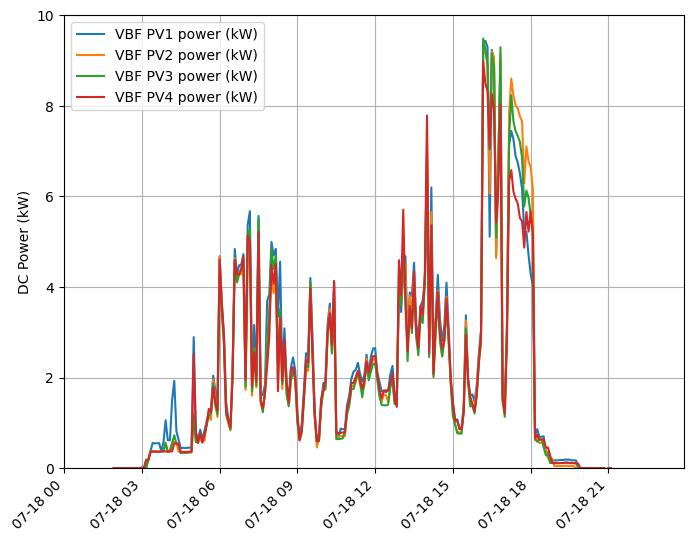 10
VBF PV1 power (kW)
VBF PV2 power (kW)
VBF PV3 power (kW)
VBF PV4 power (kW)
8
6
4
2
0
DC Power (kW)
07-18 00
07-18 03
07-18 06
07-18 09
07-18 12
07-18 15
07-18 18
07-18 21